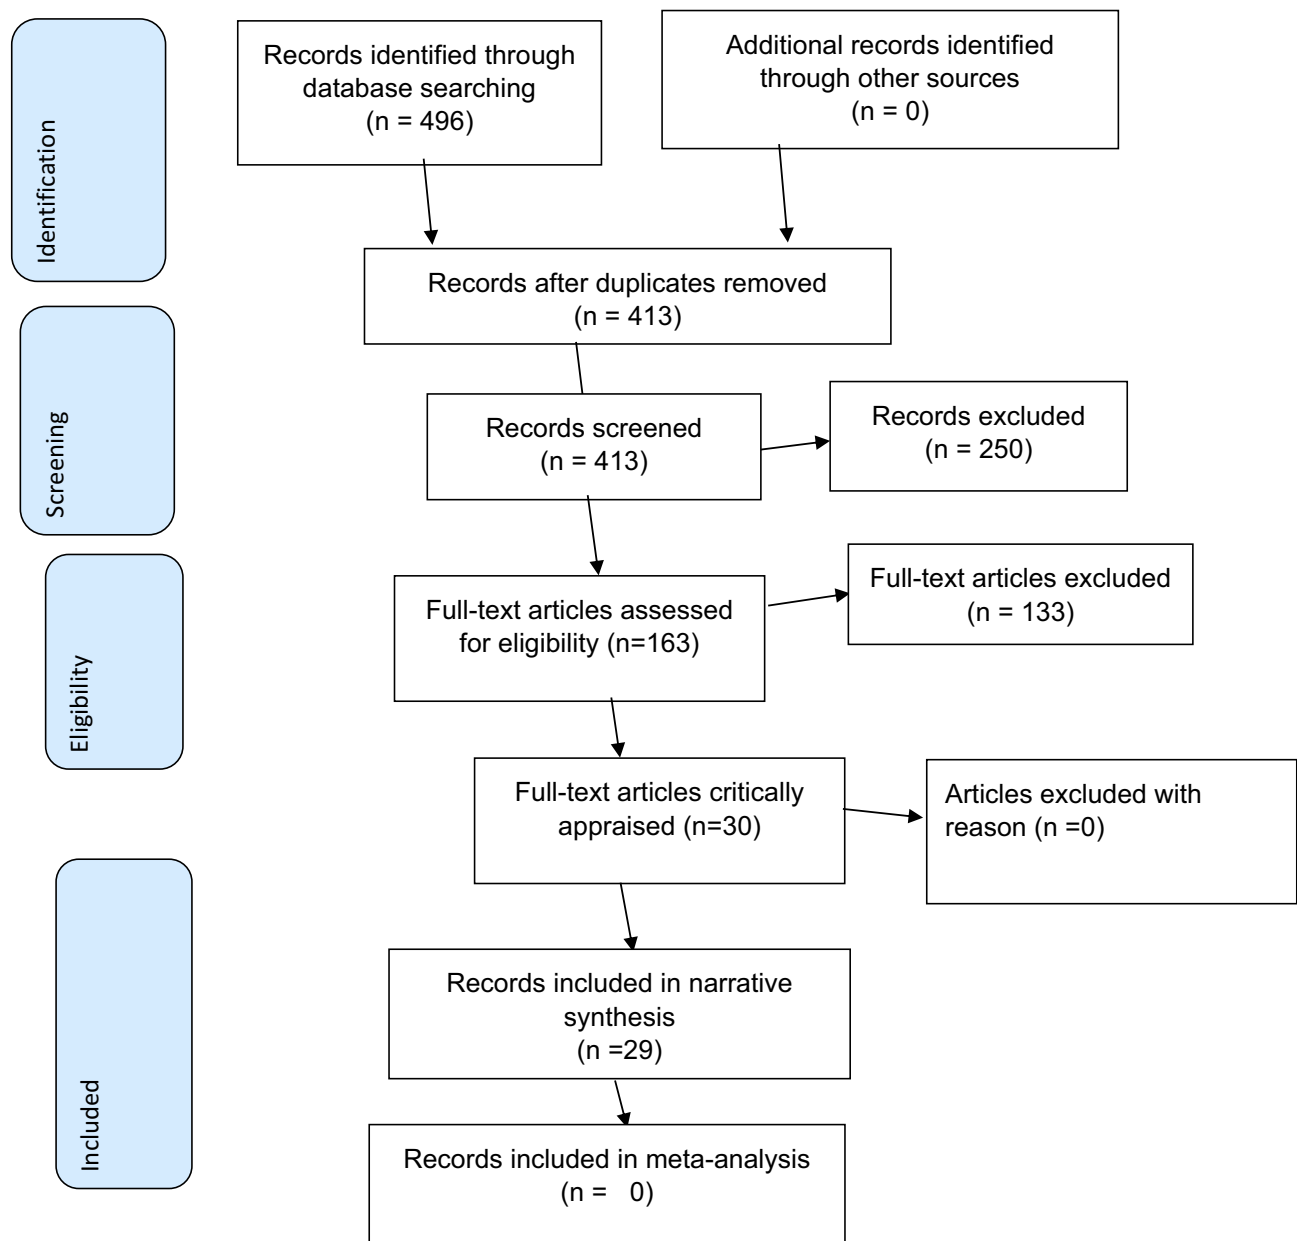 Identification
Records identified through
database searching
(n = 496)
Additional records identified
through other sources
(n = 0)
Records after duplicates removed
(n = 413)
Screening
Records screened
(n = 413)
Records excluded
(n = 250)
Eligibility
Full-text articles assessed
for eligibility (n=163)
Full-text articles excluded
(n = 133)
Full-text articles critically
appraised (n=30)
Articles excluded with
reason (n =0)
Included
Records included in narrative
synthesis
(n =29)
Records included in meta-analysis
(n =   0)